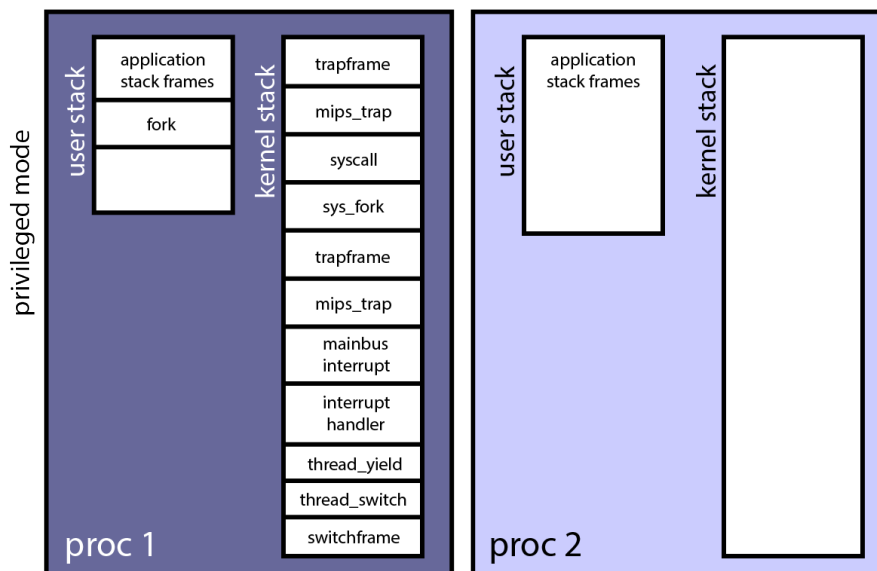 privileged mode
user stack
application
stack frames
fork
kernel stack
trapframe
mips_trap
syscall
sys_fork
trapframe
mips_trap
mainbus
interrupt
interrupt
handler
thread_yield
thread_switch
switchframe
proc 1
user stack
application
stack frames
kernel stack
proc 2